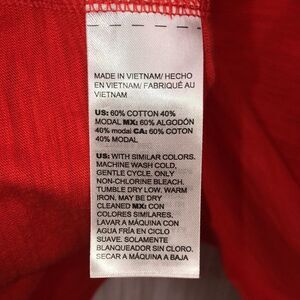 MADE IN VIETNAM/ HECHO
EN VIETNAM/ FABRIQUÉ AU
VIETNAM
US: 60% COTTON 40%
MODAL MX: 60% ALGODÓN
40% modal CA: 60% COTON
40% MODAL
US: WITH SIMILAR COLORS.
MACHINE WASH COLD,
GENTLE CYCLE. ONLY
NON-CHLORINE BLEACH.
TUMBLE DRY LOW. WARM
IRON, MAY BE DRY
CLEANED MX: CON
COLORES SIMILARES,
LAVAR A MÁQUINA CON
AGUA FRÍA EN CICLO
SUAVE. SOLAMENTE
BLANQUEAR SIN CLORO.
SECAR A MÁQUINA A BAJA